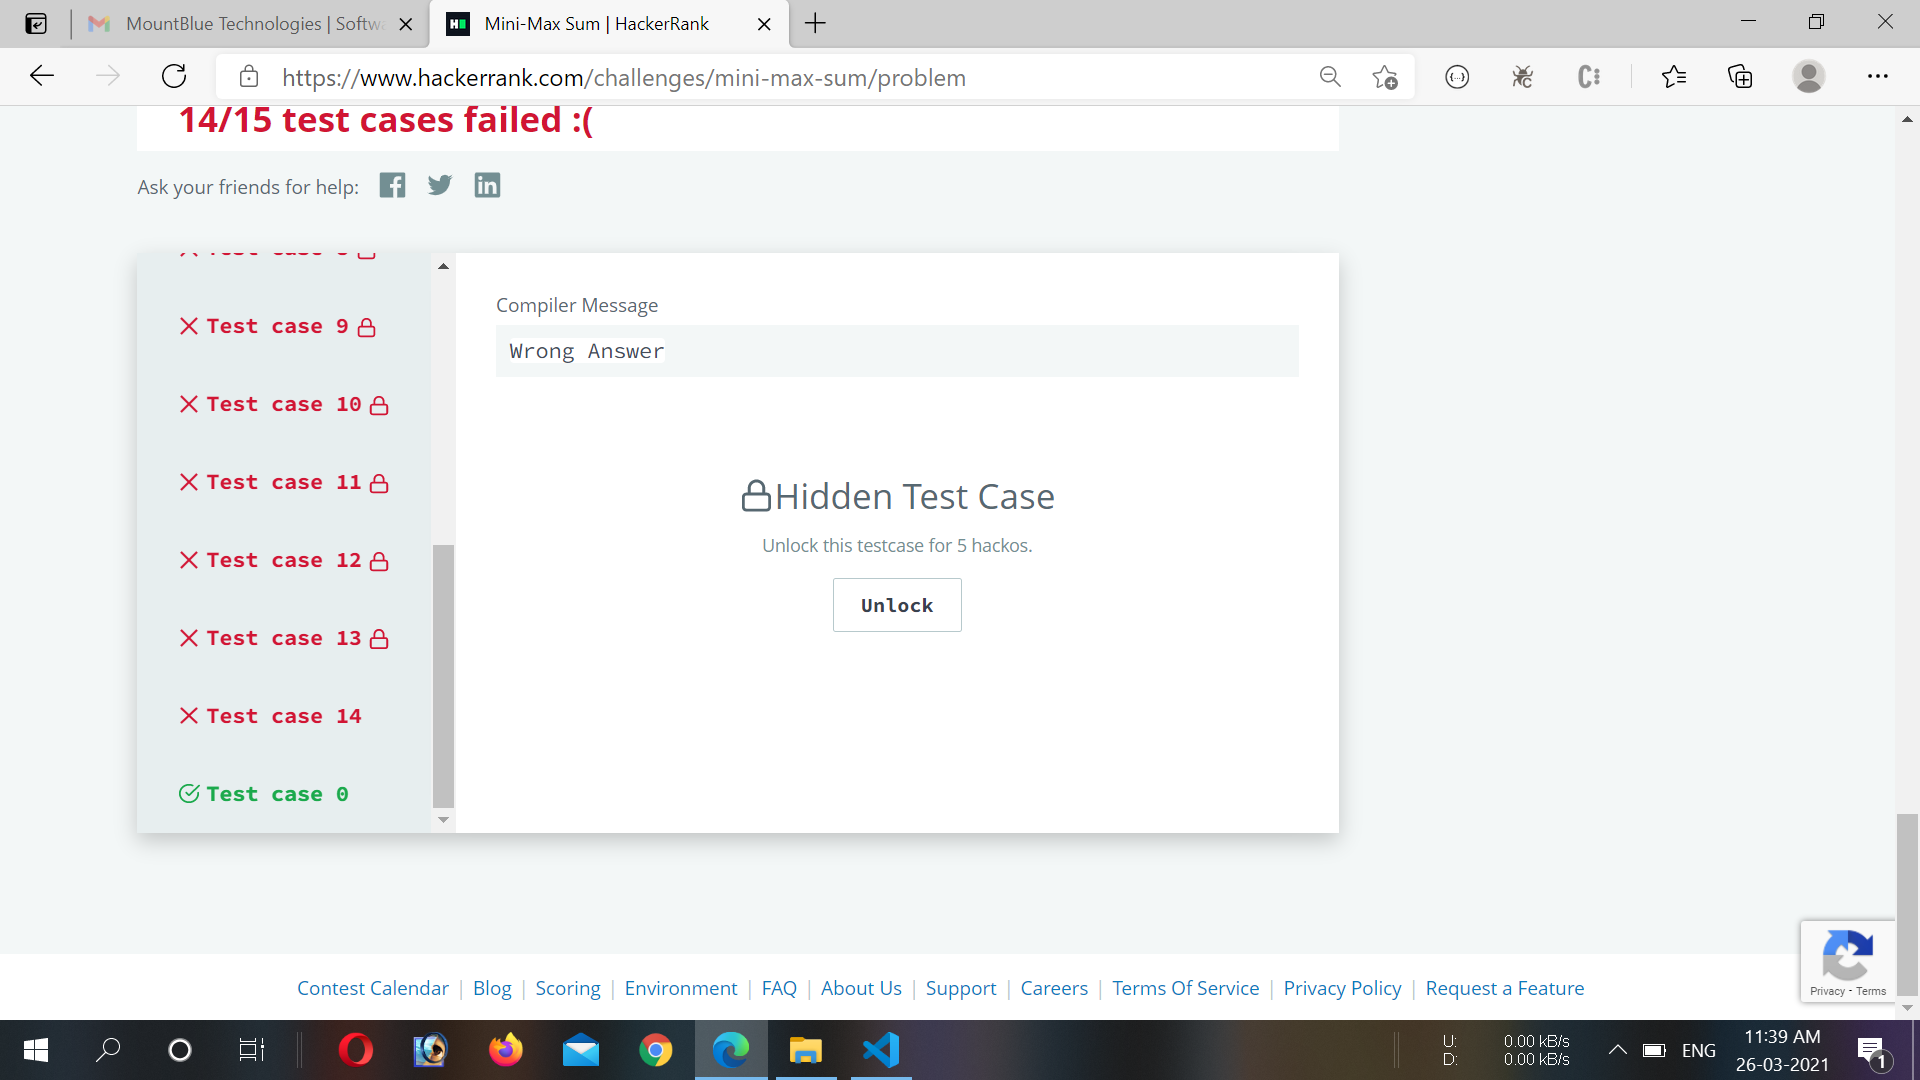 MountBlue Technologies | Softwa
Mini-Max Sum | HackerRank
https://www.hackerrank.com/challenges/mini-max-sum/problem
14/15 test cases failed :(
Ask your friends for help:
Test case 9
Test case 10
Test case 11
Test case 12
Test case 13
Test case 14
Test case 0
Compiler Message
Wrong Answer
Hidden Test Case
Unlock this testcase for 5 hackos.
Unlock
Privacy - Terms
Contest Calendar | Blog | Scoring | Environment | FAQ | About Us | Support | Careers | Terms Of Service | Privacy Policy | Request a Feature
U: 0.00 kB/s
D: 0.00 kB/s
ENG
11:39 AM
26-03-2021
1